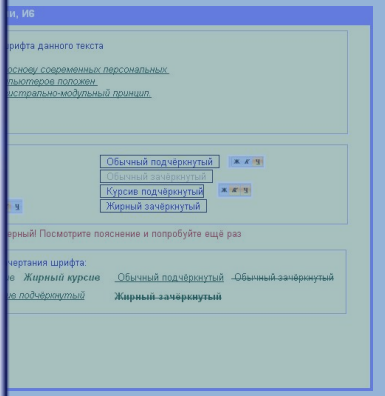 И6
шрифта данного текста
основу современных персональных
пьютеров положен
истрально-модульный принцип.
Обычный подчёркнутый ж к ч
Обычный зачёркнутый
Курсив подчёркнутый ж к ч
Жирный зачёркнутый
ч
ерный! Посмотрите пояснение и попробуйте ещё раз
чертания шрифта:
Жирный курсив Обычный подчёркнутый Обычный зачёркнутый
подчёркнутый Жирный зачёркнутый